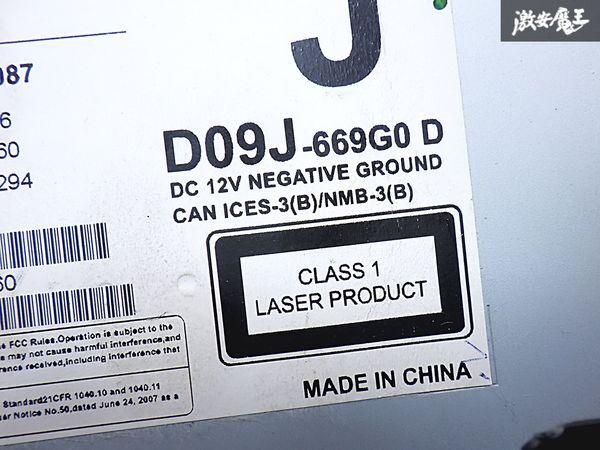 激安魔王
J
087
6
60
294
D09J-669G0 D
DC 12V NEGATIVE GROUND
CAN ICES-3(B)/NMB-3(B)
60
CLASS 1
LASER PRODUCT
e FCC Rules.Operation is subject to the
s may not cause harmful interference,and
erence received,including interference that
Standard21CFR 1040.10 and 1040.11
ser Notice No.50,dated June 24, 2007 as a
MADE IN CHINA